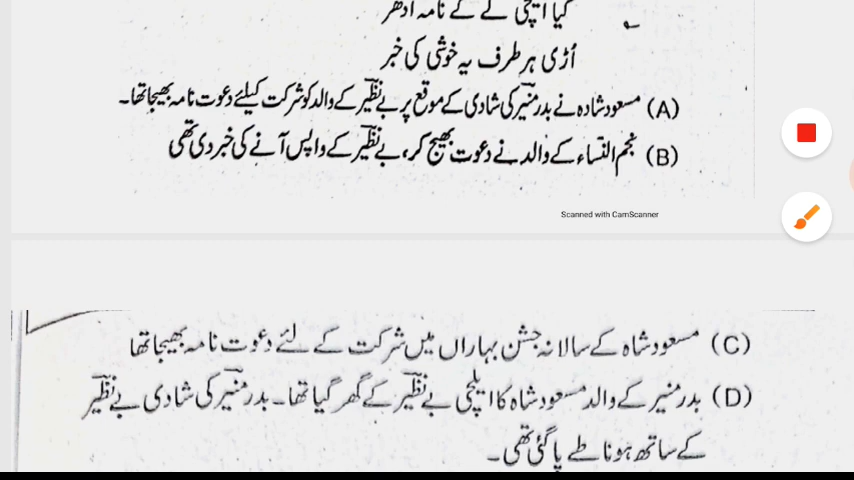 گیا ایلچی لے کے نامہ ادھر
اُڑی ہر طرف یہ خوشی کی خبر
(A) مسعود شادہ نے بدر منیر کی شادی کے موقع پر بے نظیر کے والد کو شرکت کیلئے دعوت نامہ بھیجا تھا۔
(B) نجم النساء کے والد نے دعوت بھیج کر، بے نظیر کے واپس آنے کی خبر دی تھی
Scanned with CamScanner
(C) مسعود شاہ کے سالانہ جشن بہاراں میں شرکت کے لئے دعوت نامہ بھیجا تھا
(D) بدر منیر کے والد مسعود شاہ کا ایلچی بے نظیر کے گھر گیا تھا۔ بدر منیر کی شادی بے نظیر
کے ساتھ ہونا طے پا گئی تھی۔